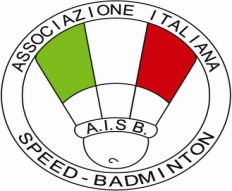 ASSOCIAZIONE ITALIANA
A.I.S B.
SPEED - BADMINTON